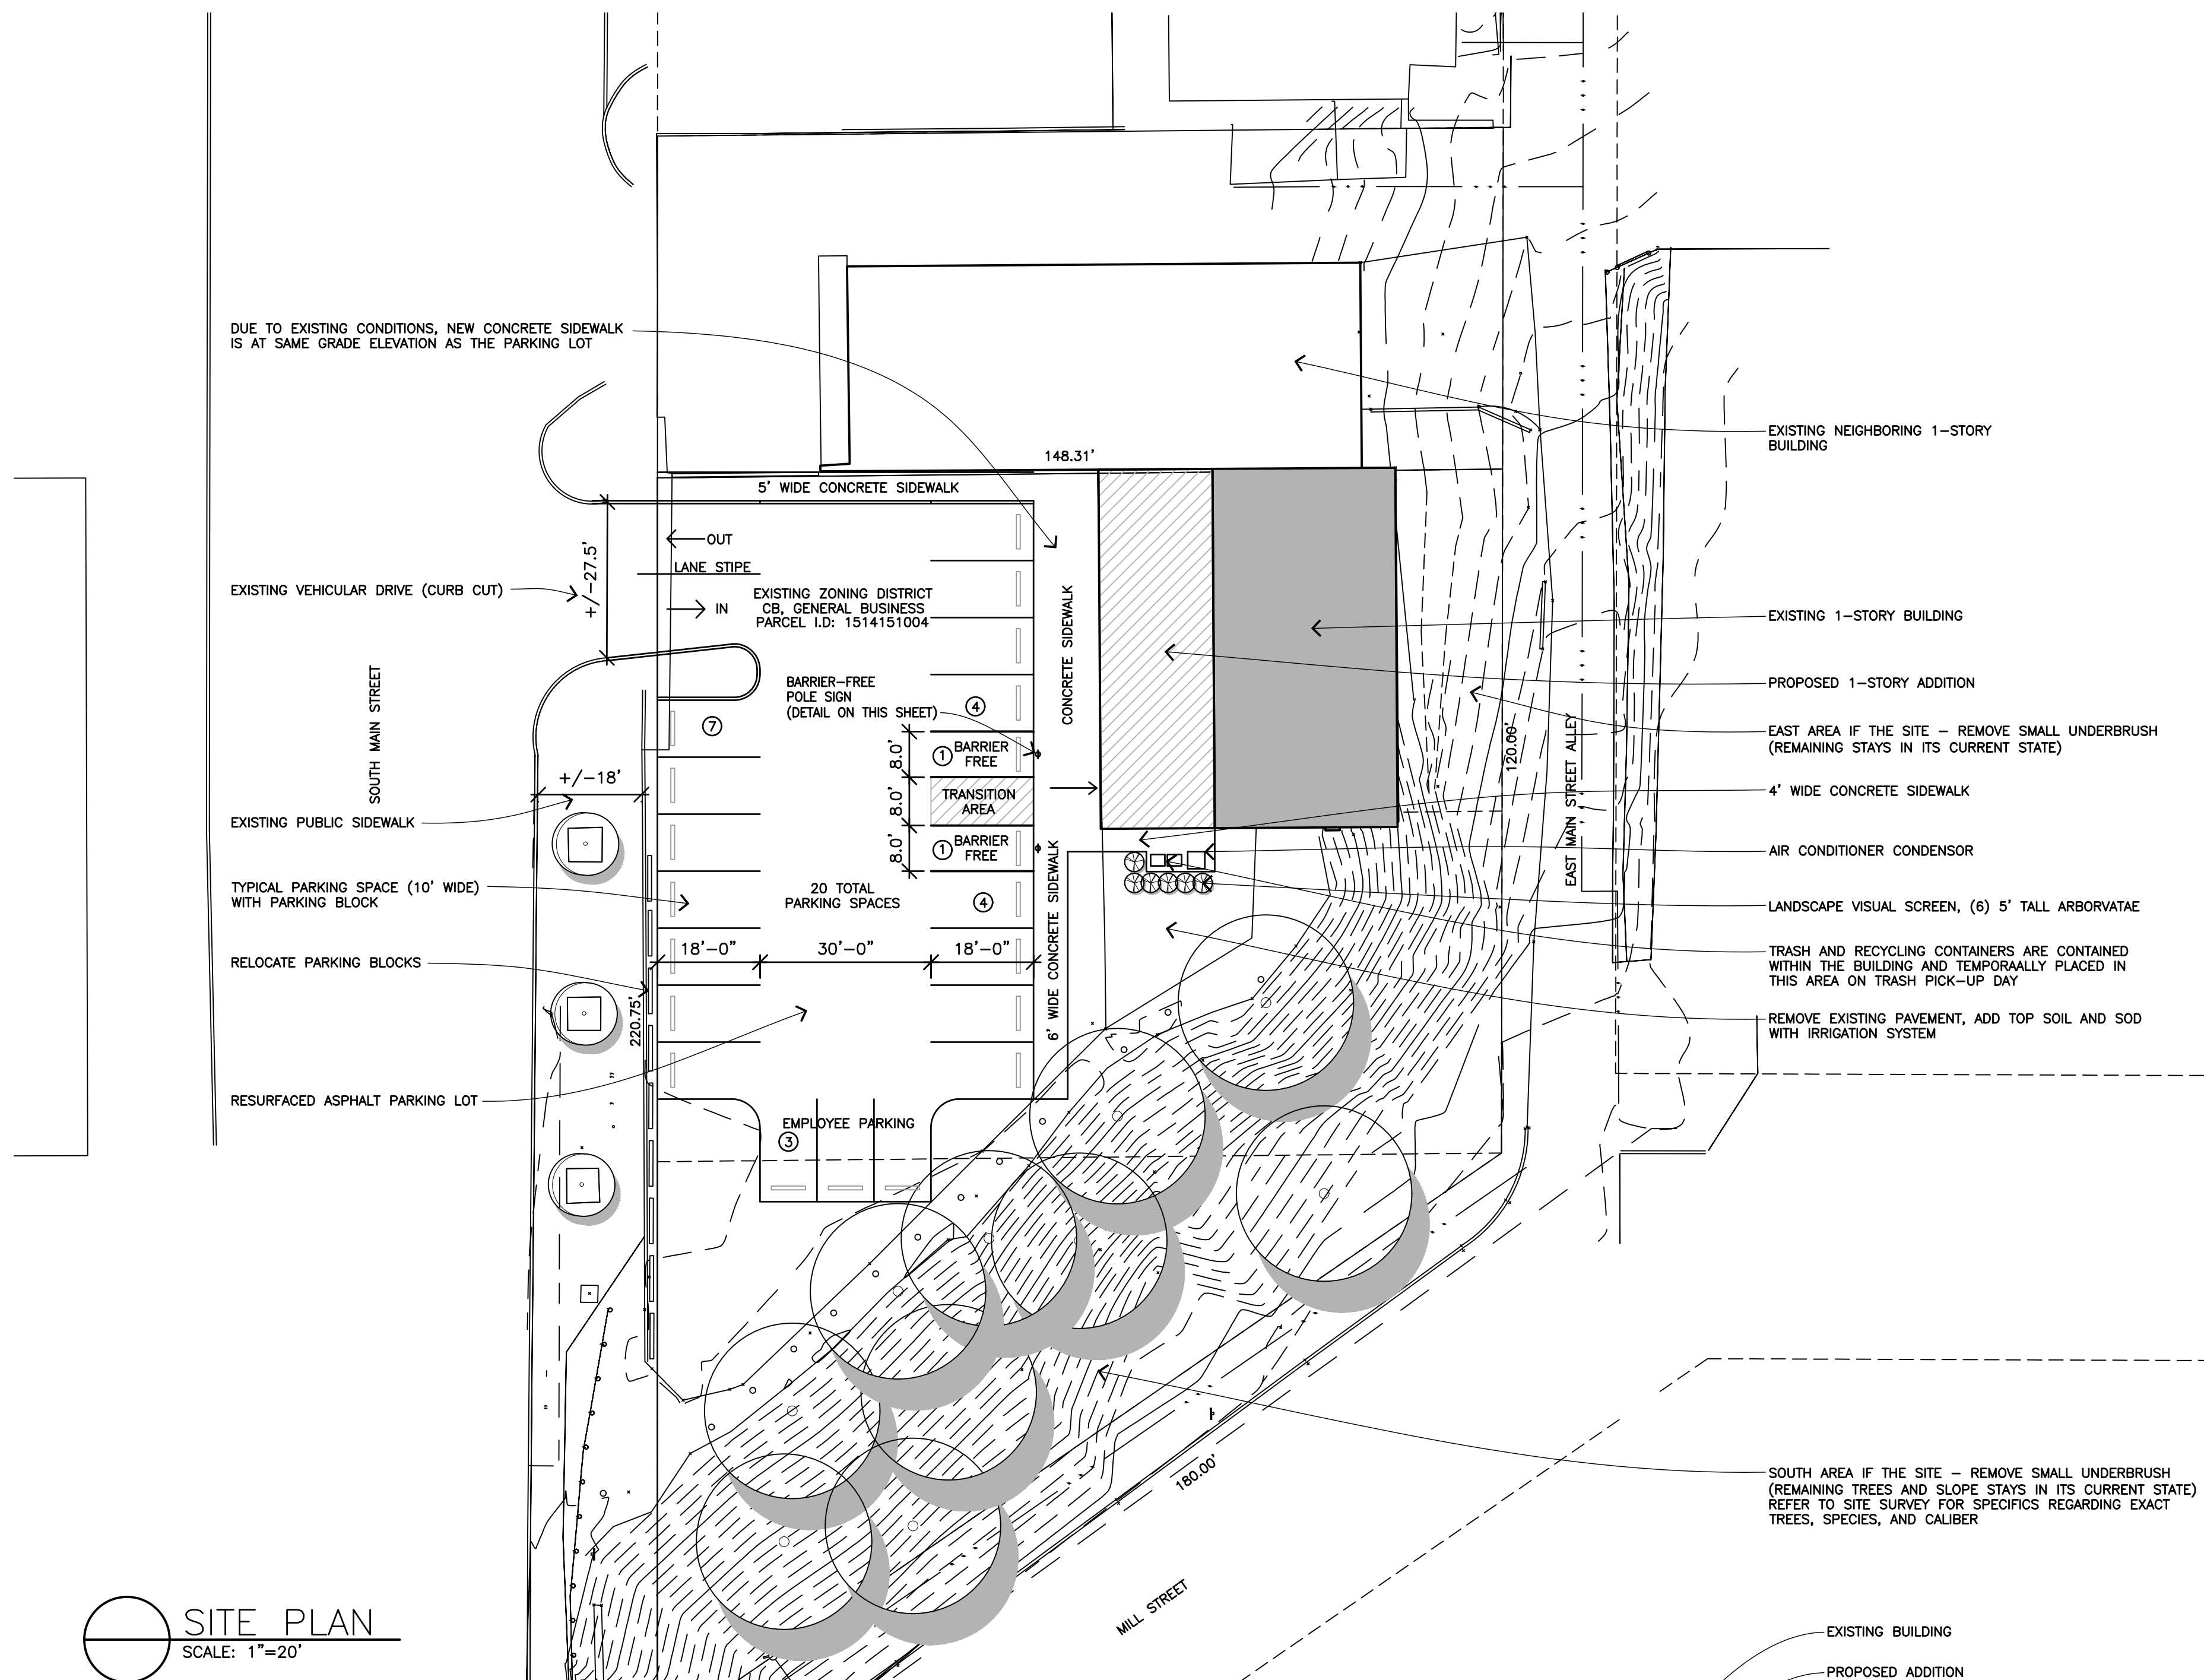 DUE TO EXISTING CONDITIONS, NEW CONCRETE SIDEWALK
IS AT SAME GRADE ELEVATION AS THE PARKING LOT
EXISTING NEIGHBORING 1-STORY
BUILDING
148.31'
5' WIDE CONCRETE SIDEWALK
OUT
LANE STIPE
IN
+/-27.5'
EXISTING VEHICULAR DRIVE (CURB CUT)
EXISTING ZONING DISTRICT
CB, GENERAL BUSINESS
PARCEL I.D: 1514151004
CONCRETE SIDEWALK
EXISTING 1-STORY BUILDING
PROPOSED 1-STORY ADDITION
SOUTH MAIN STREET
BARRIER-FREE
POLE SIGN
(DETAIL ON THIS SHEET)
4
7
EAST AREA IF THE SITE - REMOVE SMALL UNDERBRUSH
(REMAINING STAYS IN ITS CURRENT STATE)
120.00'
EAST MAIN STREET ALLEY
8.0'
1
BARRIER
FREE
+/-18'
8.0'
TRANSITION
AREA
4' WIDE CONCRETE SIDEWALK
EXISTING PUBLIC SIDEWALK
8.0'
1
BARRIER
FREE
AIR CONDITIONER CONDENSOR
TYPICAL PARKING SPACE (10' WIDE)
WITH PARKING BLOCK
20 TOTAL
PARKING SPACES
4
LANDSCAPE VISUAL SCREEN, (6) 5' TALL ARBORVATAE
18'-0"
30'-0"
18'-0"
6' WIDE CONCRETE SIDEWALK
TRASH AND RECYCLING CONTAINERS ARE CONTAINED
WITHIN THE BUILDING AND TEMPORAALLY PLACED IN
THIS AREA ON TRASH PICK-UP DAY
RELOCATE PARKING BLOCKS
220.75'
REMOVE EXISTING PAVEMENT, ADD TOP SOIL AND SOD
WITH IRRIGATION SYSTEM
RESURFACED ASPHALT PARKING LOT
EMPLOYEE PARKING
3
180.00'
SOUTH AREA IF THE SITE - REMOVE SMALL UNDERBRUSH
(REMAINING TREES AND SLOPE STAYS IN ITS CURRENT STATE)
REFER TO SITE SURVEY FOR SPECIFICS REGARDING EXACT
TREES, SPECIES, AND CALIBER
MILL STREET
SITE PLAN
SCALE: 1"=20'
EXISTING BUILDING
PROPOSED ADDITION